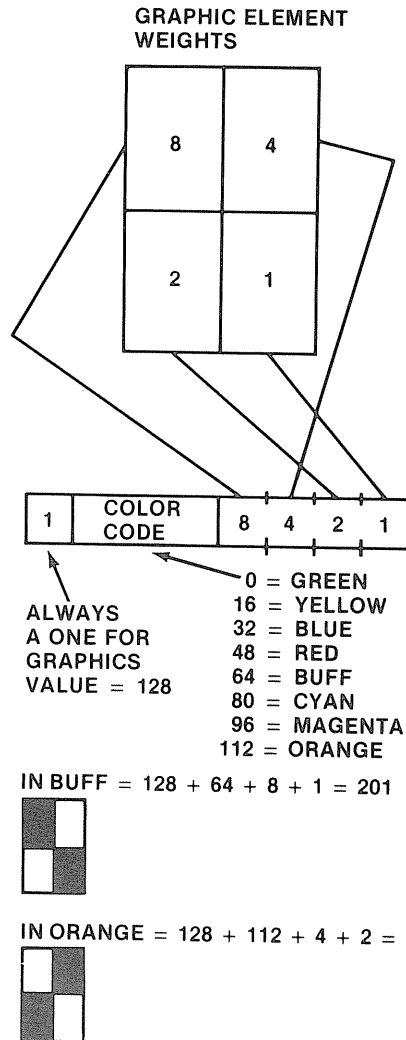 GRAPHIC ELEMENT
WEIGHTS
8 4
2 1
1 COLOR CODE 8 4 2 1
ALWAYS
A ONE FOR
GRAPHICS
VALUE = 128
0 = GREEN
16 = YELLOW
32 = BLUE
48 = RED
64 = BUFF
80 = CYAN
96 = MAGENTA
112 = ORANGE
IN BUFF = 128 + 64 + 8 + 1 = 201
IN ORANGE = 128 + 112 + 4 + 2 =